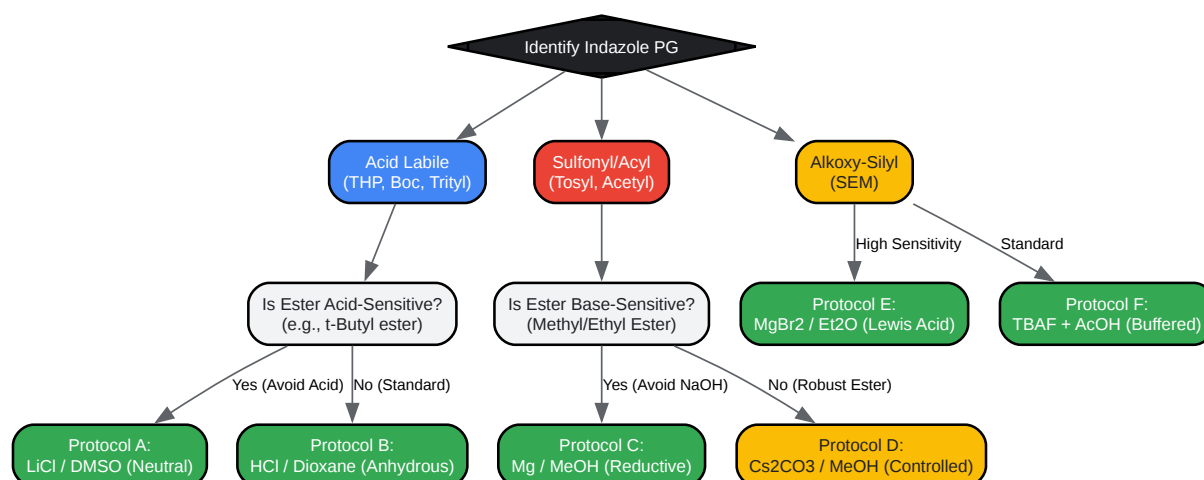 Identify Indazole PG
Acid Labile
(THP, Boc, Trityl)
Sulfonyl/Acyl
(Tosyl, Acetyl)
Alkoxy-Silyl
(SEM)
High Sensitivity
Standard
Is Ester Acid-Sensitive?
(e.g., t-Butyl ester)
Is Ester Base-Sensitive?
(Methyl/Ethyl Ester)
Protocol E:
MgBr2 / Et2O (Lewis Acid)
Protocol F:
TBAF + AcOH (Buffered)
Yes (Avoid Acid)
No (Standard)
Yes (Avoid NaOH)
No (Robust Ester)
Protocol A:
LiCl / DMSO (Neutral)
Protocol B:
HCl / Dioxane (Anhydrous)
Protocol C:
Mg / MeOH (Reductive)
Protocol D:
Cs2CO3 / MeOH (Controlled)